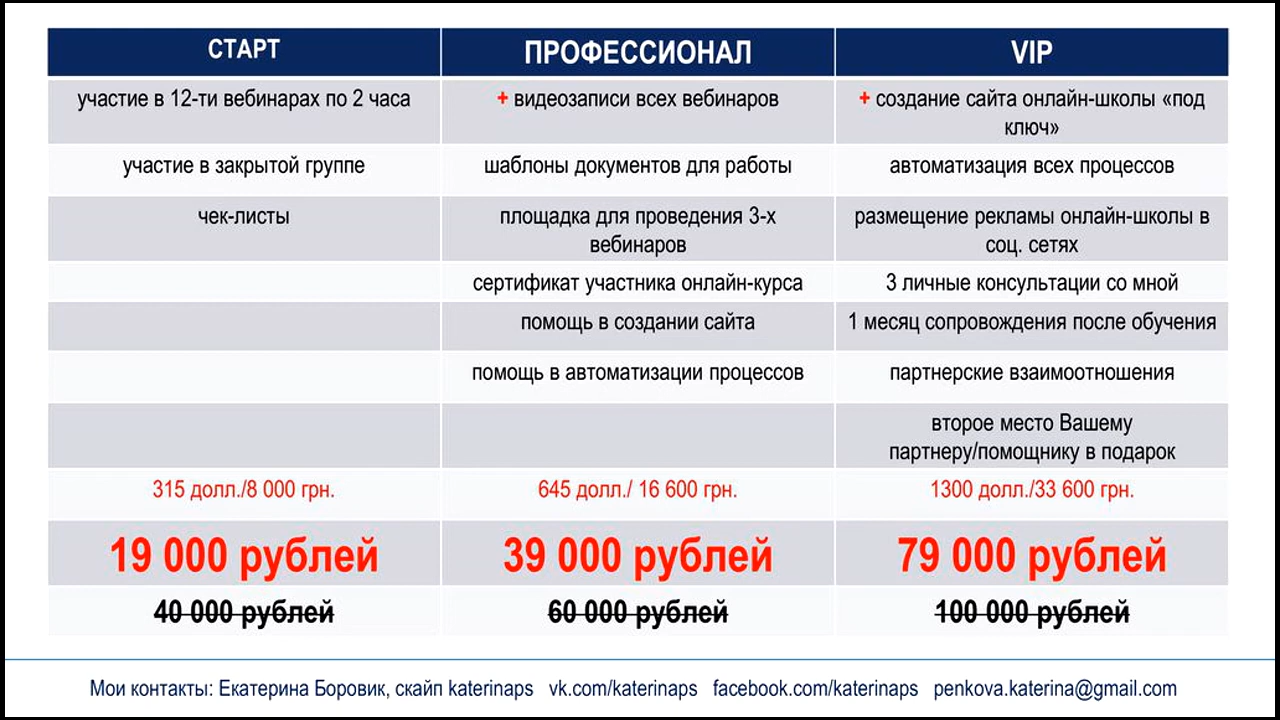 СТАРТ
ПРОФЕССИОНАЛ
VIP
участие в 12-ти вебинарах по 2 часа
+ видеозаписи всех вебинаров
+ создание сайта онлайн-школы «под
ключ»
участие в закрытой группе
шаблоны документов для работы
автоматизация всех процессов
чек-листы
площадка для проведения 3-х
вебинаров
размещение рекламы онлайн-школы в
соц. сетях
сертификат участника онлайн-курса
3 личные консультации со мной
помощь в создании сайта
1 месяц сопровождения после обучения
помощь в автоматизации процессов
партнерские взаимоотношения
второе место Вашему
партнеру/помощнику в подарок
315 долл./8 000 грн.
645 долл./ 16 600 грн.
1300 долл./33 600 грн.
19 000 рублей
39 000 рублей
79 000 рублей
40 000 рублей
60 000 рублей
100 000 рублей
Мои контакты: Екатерина Боровик, скайп katerinaps vk.com/katerinaps facebook.com/katerinaps penkova.katerina@gmail.com